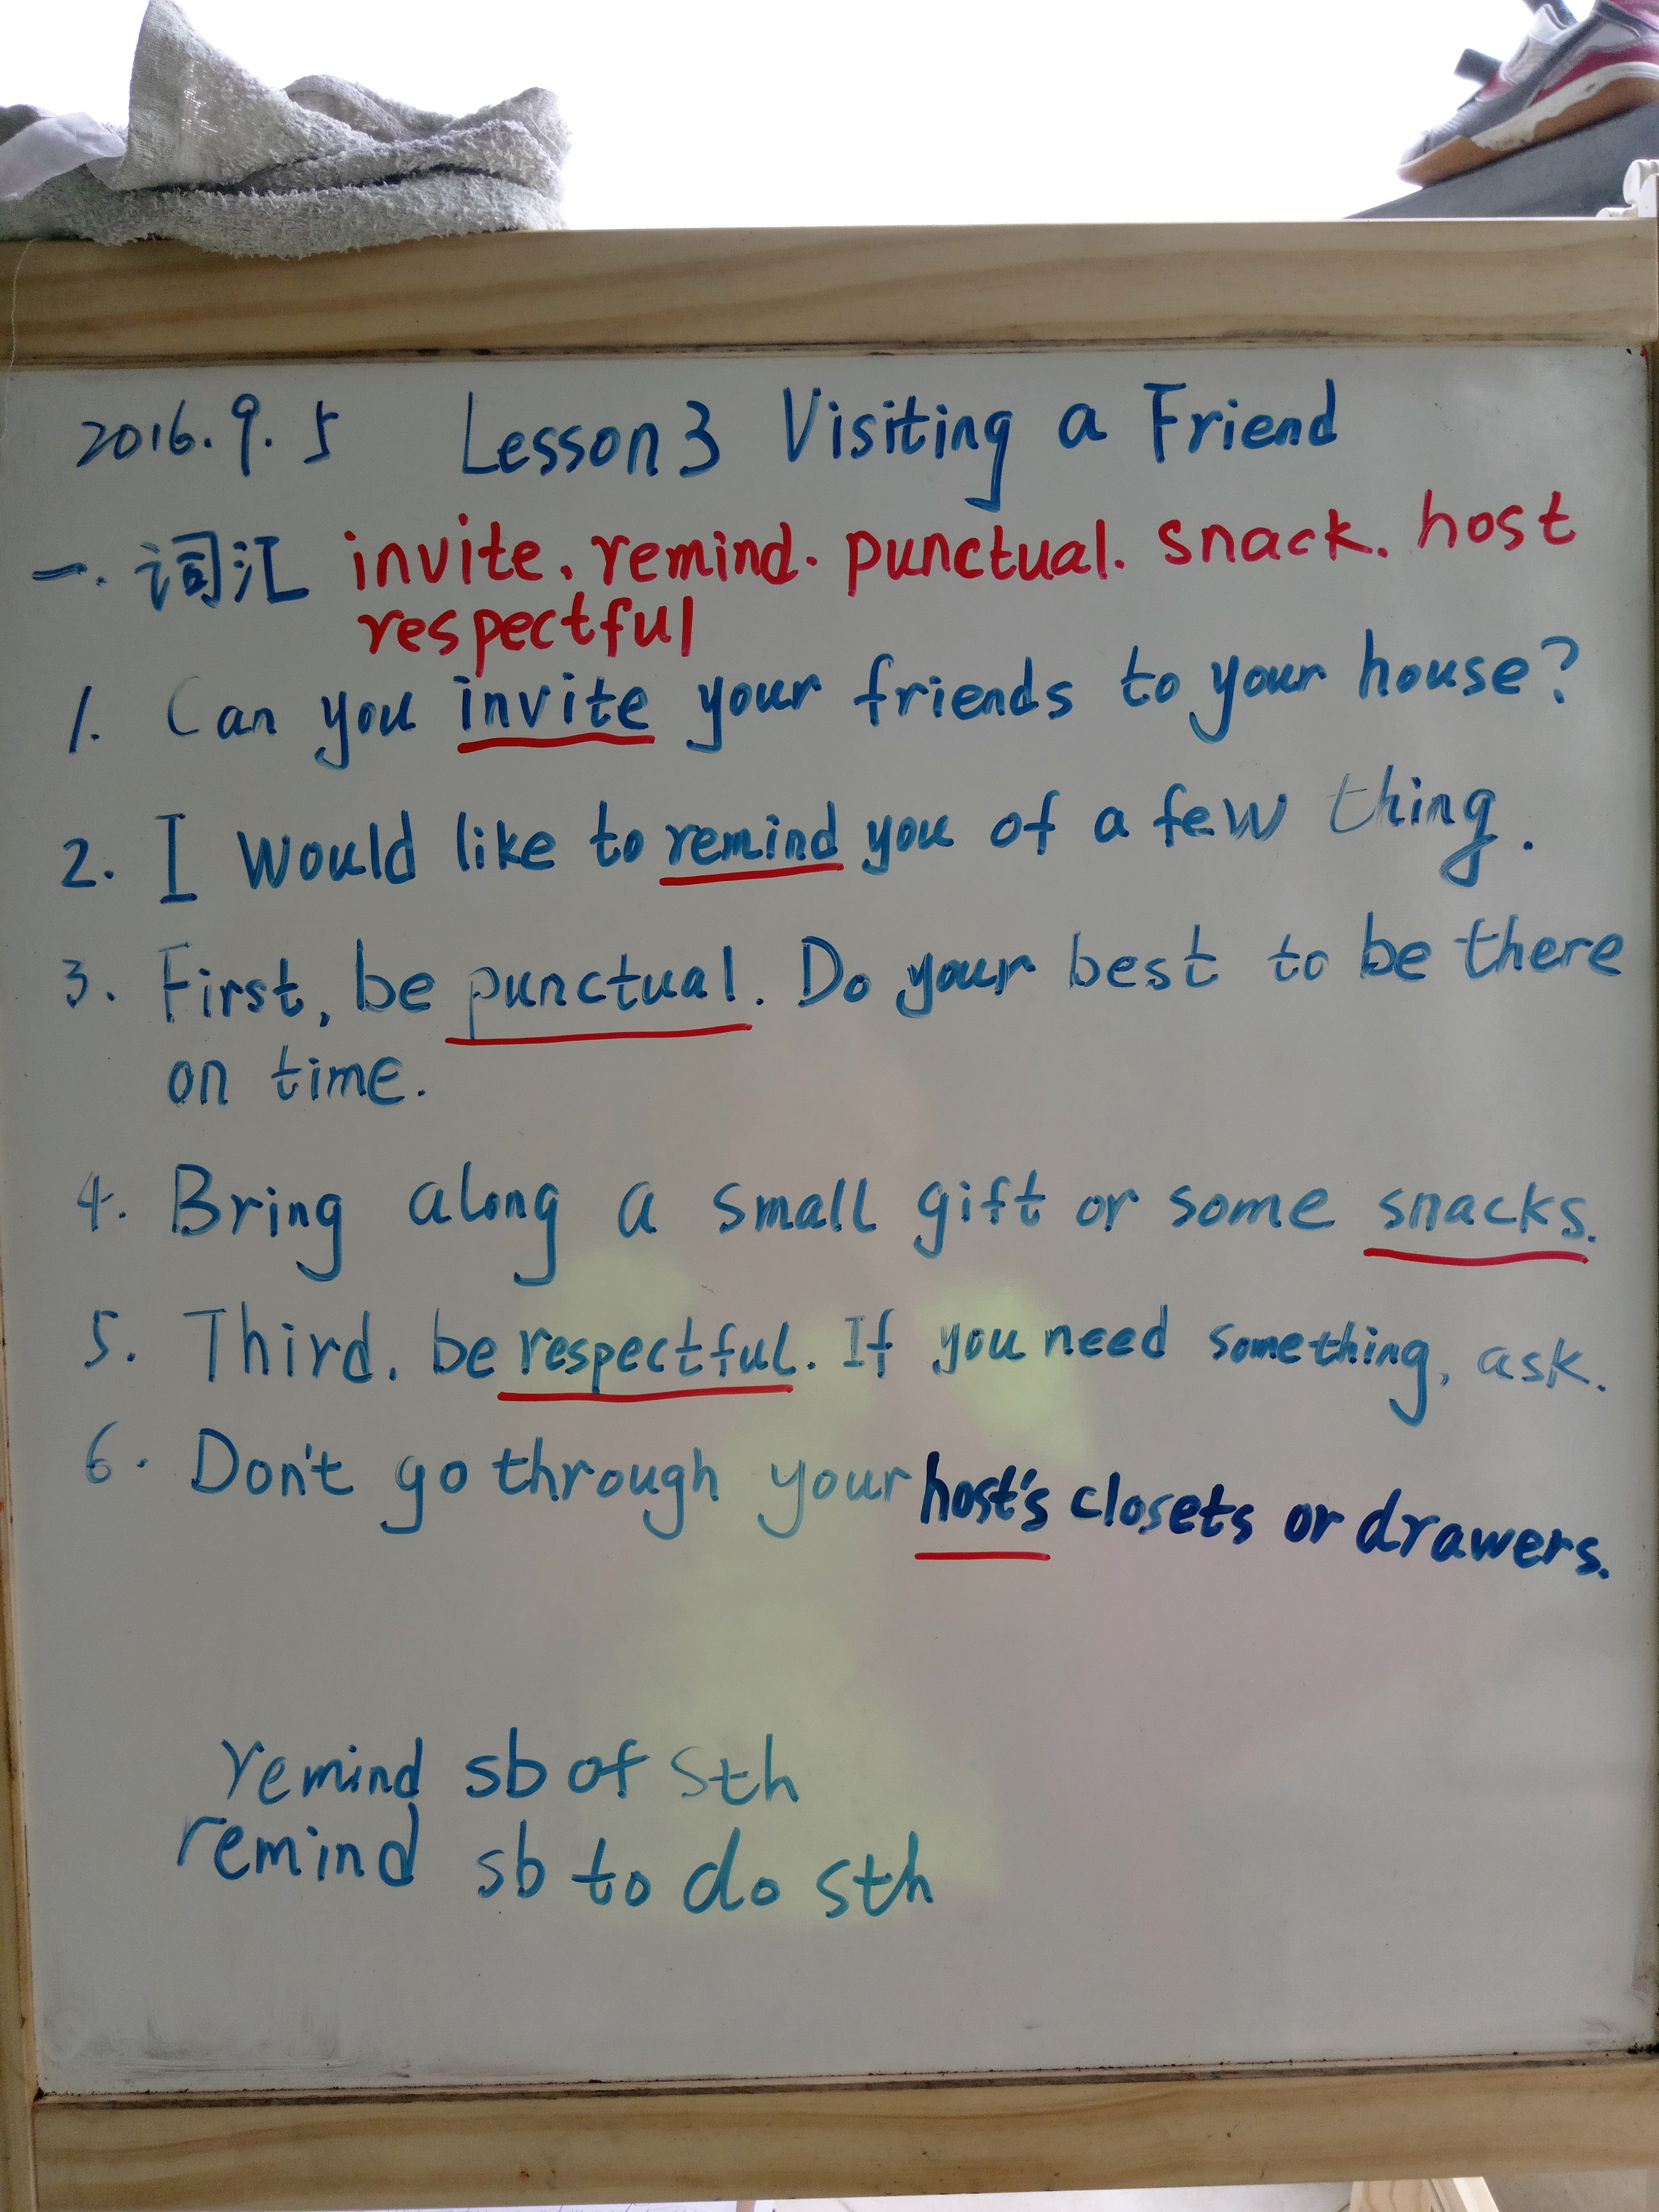 2016.9.5 Lesson 3 Visiting a Friend
一. 词汇 invite. remind. punctual. snack. host
respectful
1. Can you invite your friends to your house?
2. I would like to remind you of a few thing.
3. First, be punctual. Do your best to be there
on time.
4. Bring along a small gift or some snacks.
5. Third. be respectful. If you need something, ask.
6. Don't go through your host's closets or drawers.
remind sb of sth
remind sb to do sth